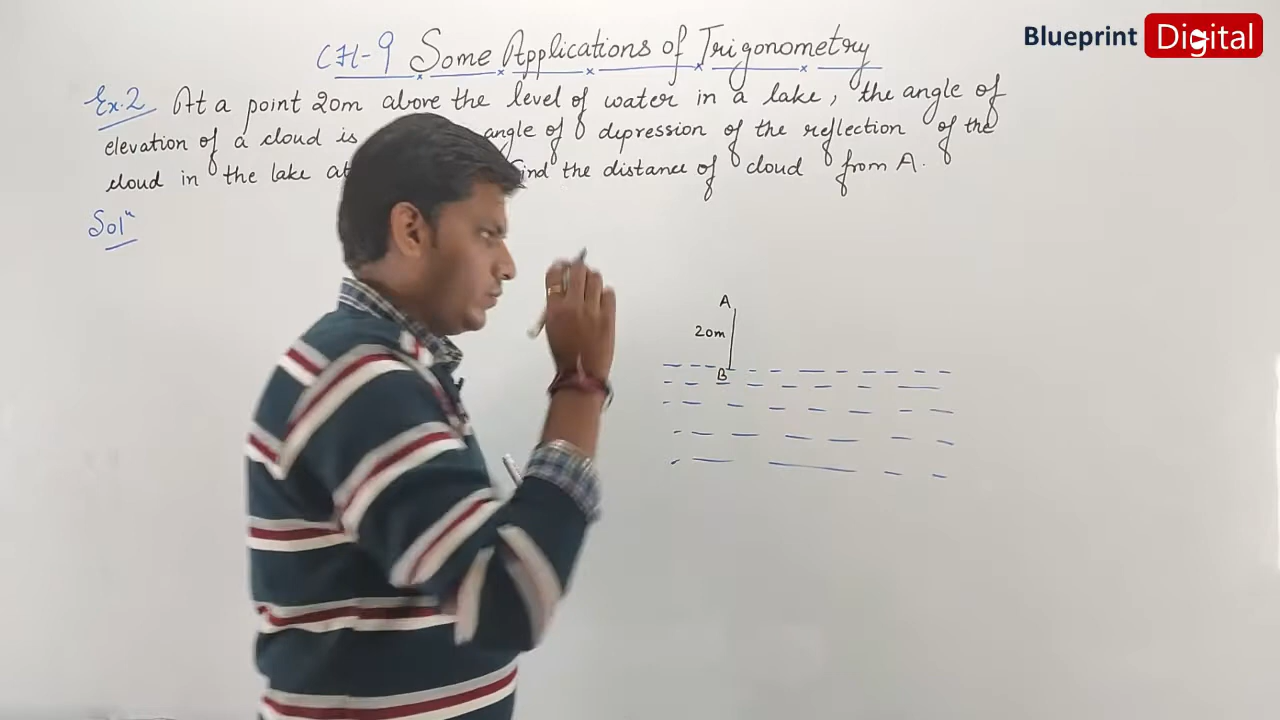 Blueprint Digital
CH-9 Some Applications of Trigonometry
Ex.2 At a point 20m above the level of water in a lake, the angle of
elevation of a cloud is angle of depression of the reflection of the
cloud in the lake at the distance of cloud from A.
Solⁿ
A
20m
B